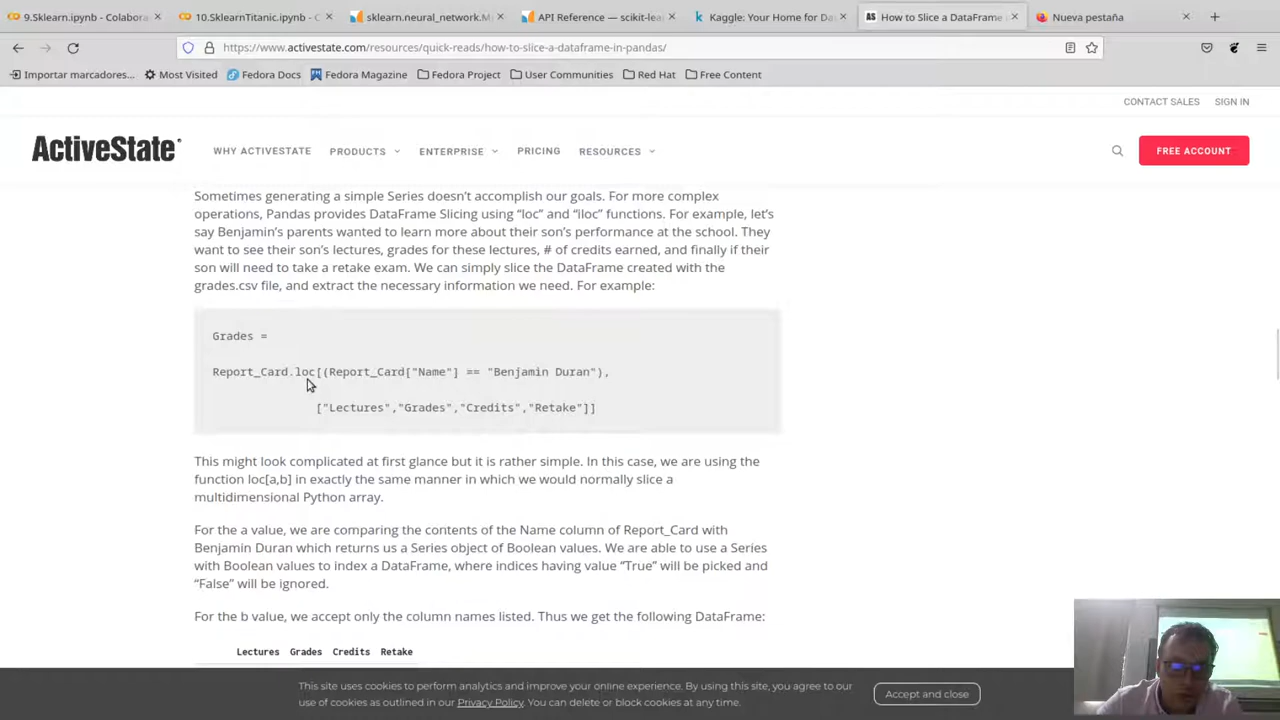 9.Sklearn.ipynb - Colabora
10.SklearnTitanic.ipynb -
sklearn.neural_network.M
API Reference — scikit-lea
Kaggle: Your Home for Da
How to Slice a DataFrame
Nueva pestaña
https://www.activestate.com/resources/quick-reads/how-to-slice-a-dataframe-in-pandas/
Importar marcadores...
Most Visited
Fedora Docs
Fedora Magazine
Fedora Project
User Communities
Red Hat
Free Content
CONTACT SALES SIGN IN
ActiveState
WHY ACTIVESTATE PRODUCTS ENTERPRISE PRICING RESOURCES
FREE ACCOUNT
Sometimes generating a simple Series doesn’t accomplish our goals. For more complex
operations, Pandas provides DataFrame Slicing using “loc” and “iloc” functions. For example, let’s
say Benjamin’s parents wanted to learn more about their son’s performance at the school. They
want to see their son’s lectures, grades for these lectures, # of credits earned, and finally if their
son will need to take a retake exam. We can simply slice the DataFrame created with the
grades.csv file, and extract the necessary information we need. For example:
Grades =
Report_Card.loc[(Report_Card["Name"] == "Benjamin Duran"),
["Lectures","Grades","Credits","Retake"]]
This might look complicated at first glance but it is rather simple. In this case, we are using the
function loc[a,b] in exactly the same manner in which we would normally slice a
multidimensional Python array.
For the a value, we are comparing the contents of the Name column of Report_Card with
Benjamin Duran which returns us a Series object of Boolean values. We are able to use a Series
with Boolean values to index a DataFrame, where indices having value “True” will be picked and
“False” will be ignored.
For the b value, we accept only the column names listed. Thus we get the following DataFrame:
Lectures Grades Credits Retake
This site uses cookies to perform analytics and improve your online experience. By using this site, you agree to our
use of cookies as outlined in our Privacy Policy. You can delete or block cookies at any time.
Accept and close